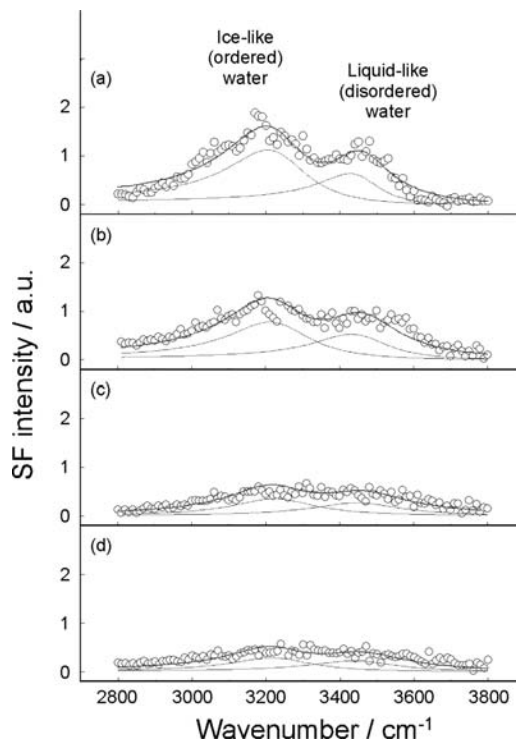 Ice-like
(ordered)
water
Liquid-like
(disordered)
water
(a)
2
1
0
(b)
2
1
0
(c)
2
1
0
(d)
2
1
0
SF intensity / a.u.
2800 3000 3200 3400 3600 3800
Wavenumber / cm⁻¹